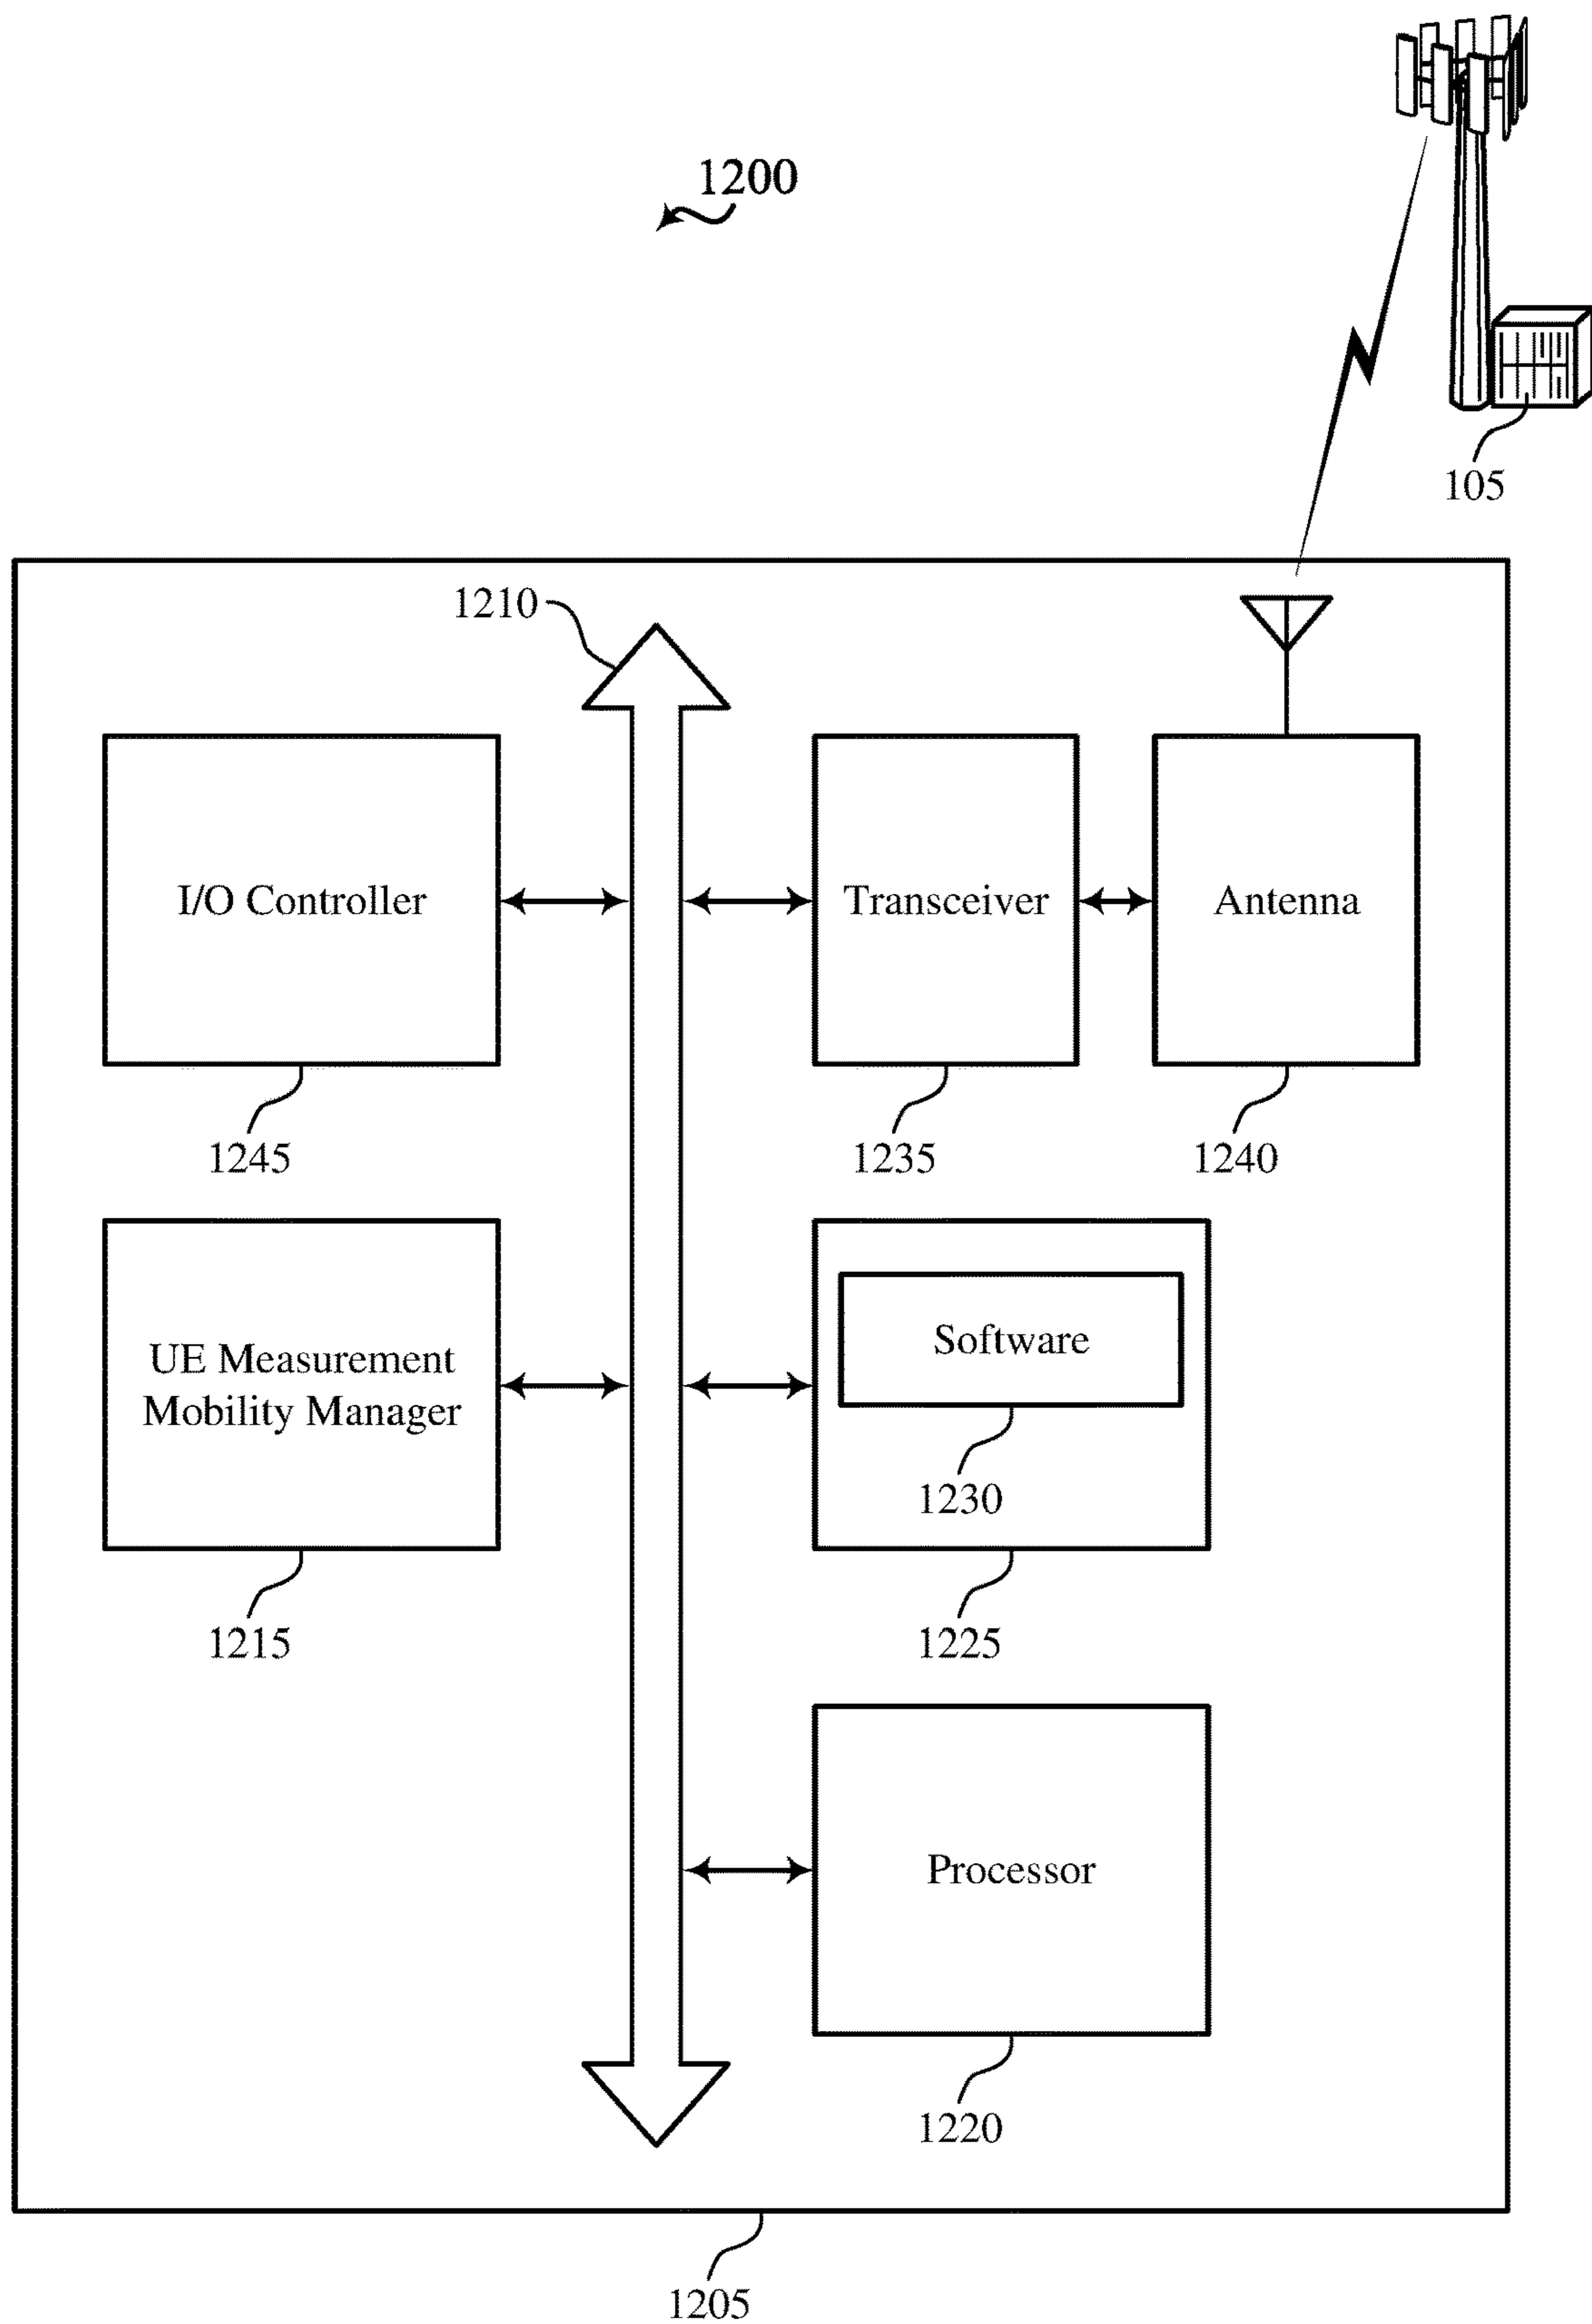 1200
105
1210
I/O Controller
Transceiver
Antenna
1245
1235
1240
UE Measurement
Mobility Manager
Software
1230
1215
1225
Processor
1220
1205